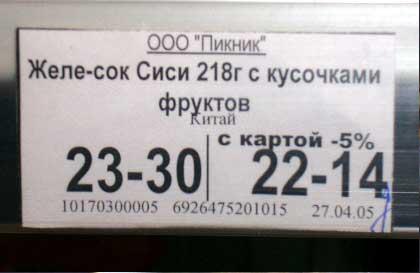 ООО "Пикник"
Желе-сок Сиси 218г с кусочками
фруктов
Китай
с картой -5%
23-30 22-14
10170300005 6926475201015 27.04.05